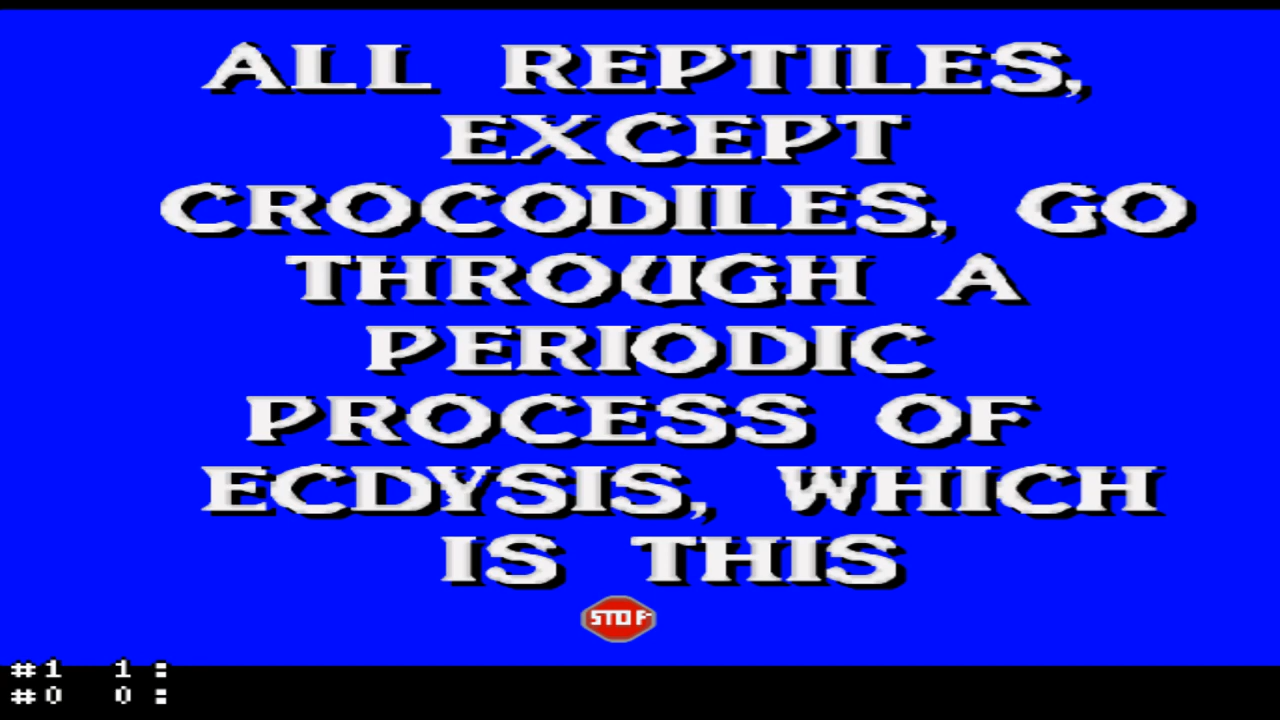 ALL REPTILES,
EXCEPT
CROCODILES, GO
THROUGH A
PERIODIC
PROCESS OF
ECDYSIS, WHICH
IS THIS
STOP
#1 1 :
#0 0 :